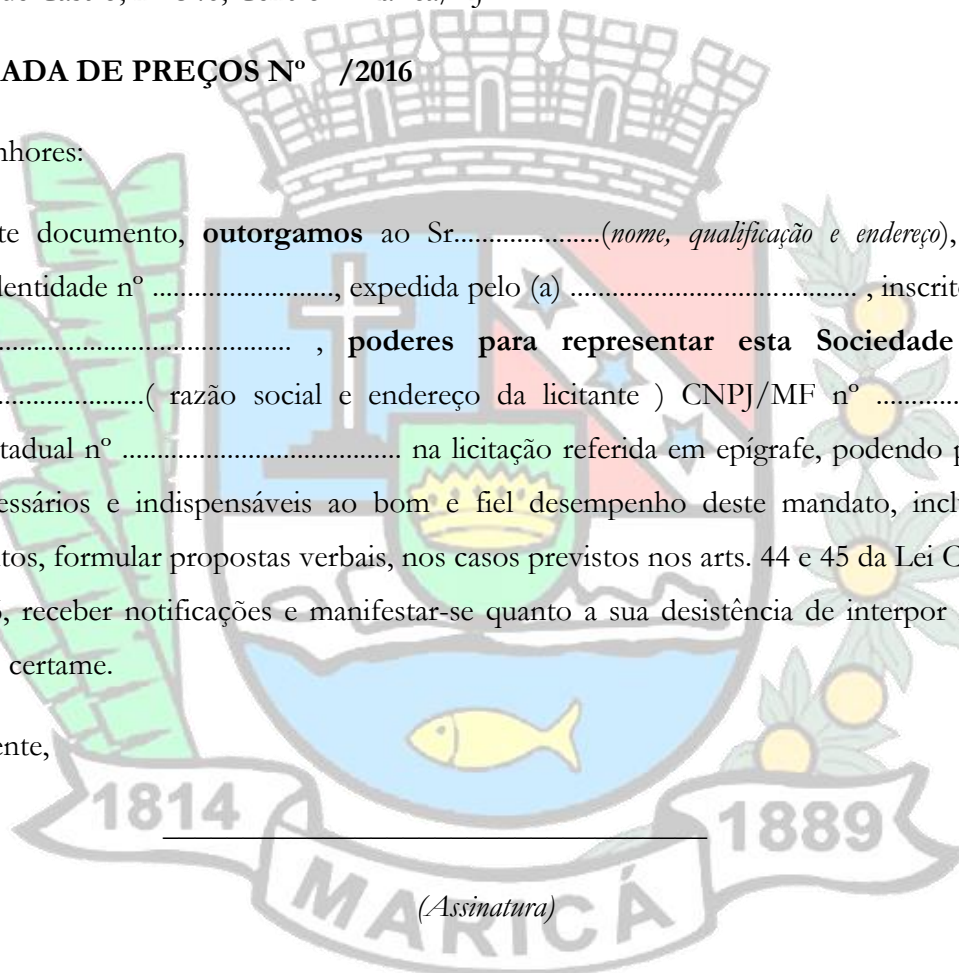 ADA DE PREÇOS Nº /2016
nhores:
te documento, outorgamos ao Sr.....................(nome, qualificação e endereço),
dentidade nº .........................., expedida pelo (a) .......................................... , inscrit
.......................................... , poderes para representar esta Sociedade
.....................( razão social e endereço da licitante ) CNPJ/MF nº ............
tadual nº ........................................ na licitação referida em epígrafe, podendo p
essários e indispensáveis ao bom e fiel desempenho deste mandato, incl
tos, formular propostas verbais, nos casos previstos nos arts. 44 e 45 da Lei C
, receber notificações e manifestar-se quanto a sua desistência de interpor
certame.
ente,
1814
1889
(Assinatura)
MARICÁ